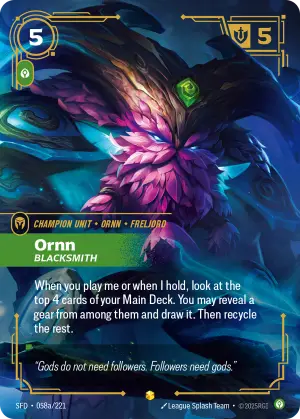 5
5
CHAMPION UNIT • ORNN • FRELJORD
Ornn
BLACKSMITH
When you play me or when I hold, look at the
top 4 cards of your Main Deck. You may reveal a
gear from among them and draw it. Then recycle
the rest.
“Gods do not need followers. Followers need gods.”
SFD • 058a/221
League Splash Team • ©2025RGI